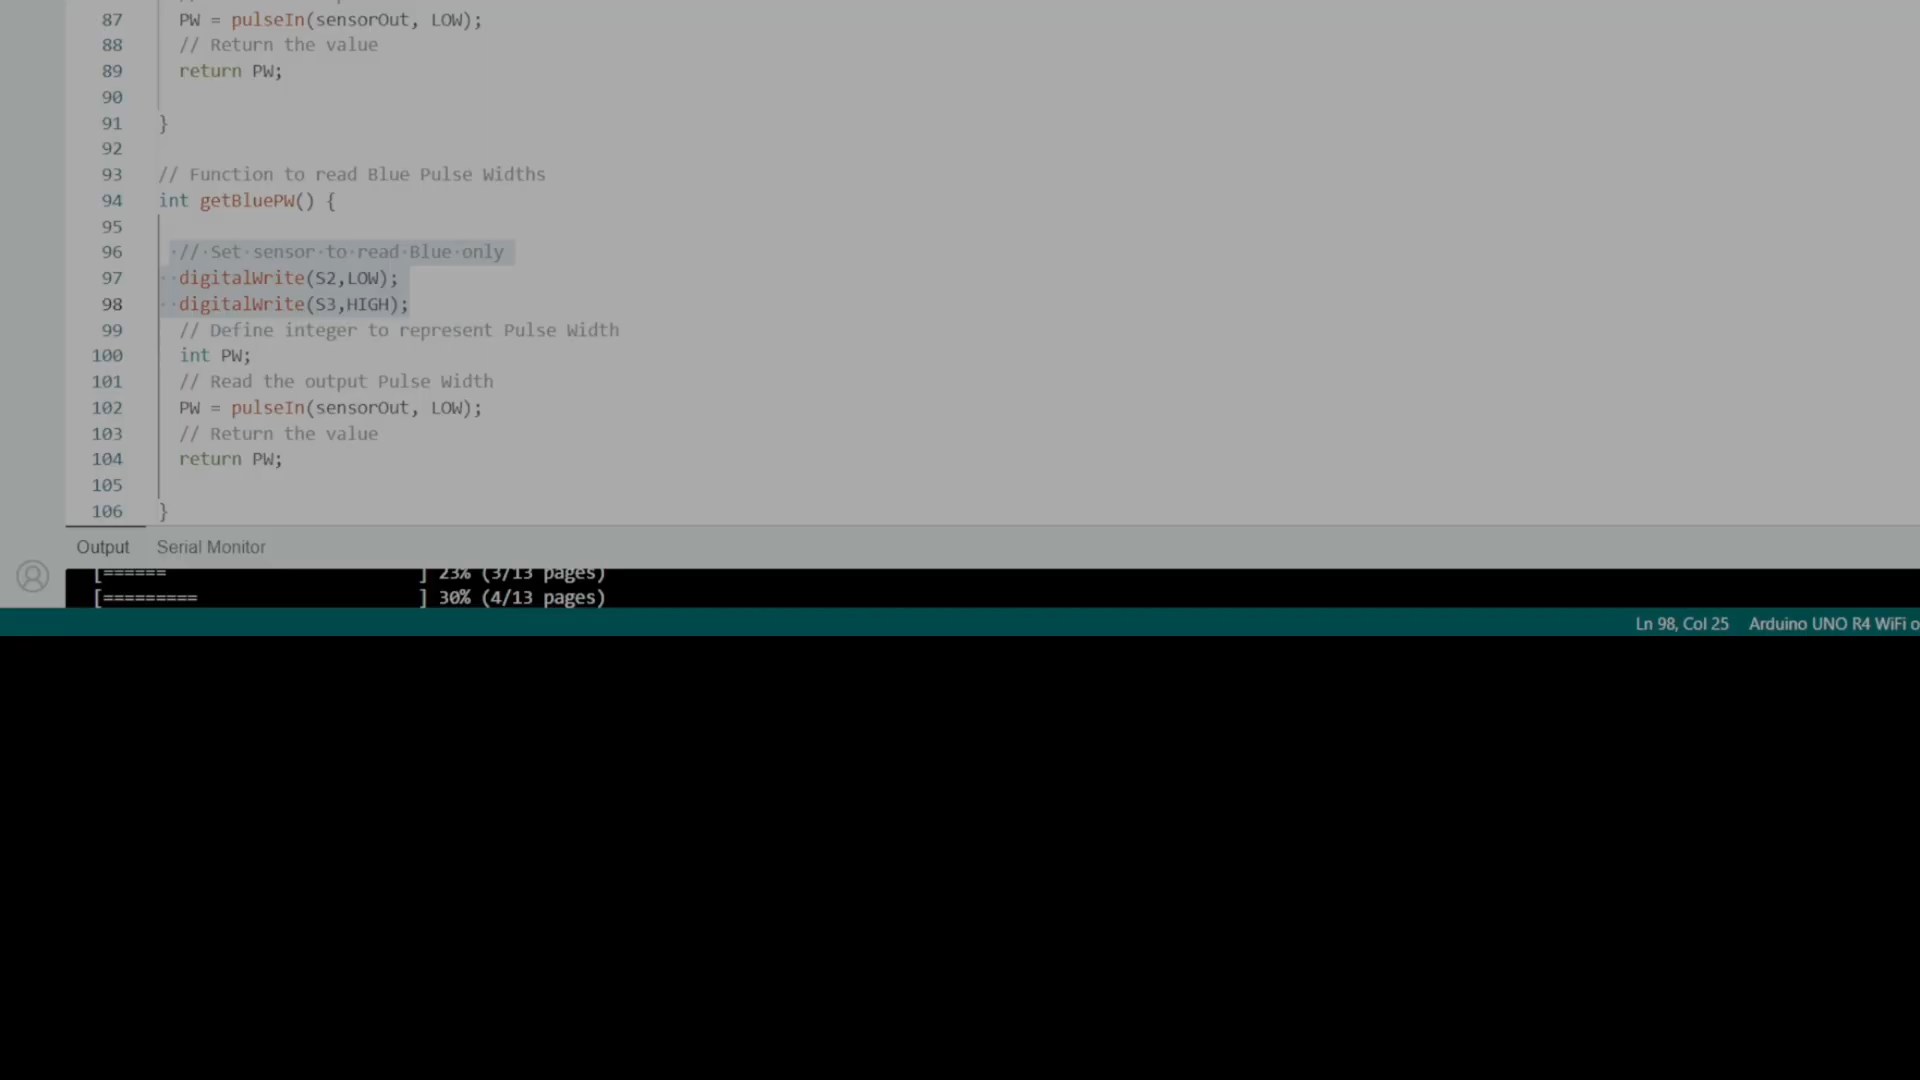 87 PW = pulseIn(sensorOut, LOW);
88 // Return the value
89 return PW;
90
91 }
92
93 // Function to read Blue Pulse Widths
94 int getBluePW() {
95
96 // Set sensor to read Blue only
97 digitalWrite(S2,LOW);
98 digitalWrite(S3,HIGH);
99 // Define integer to represent Pulse Width
100 int PW;
101 // Read the output Pulse Width
102 PW = pulseIn(sensorOut, LOW);
103 // Return the value
104 return PW;
105
106 }
Output Serial Monitor
[====== ] 23% (3/13 pages)
[========= ] 30% (4/13 pages)
Ln 98, Col 25 Arduino UNO R4 WiFi o